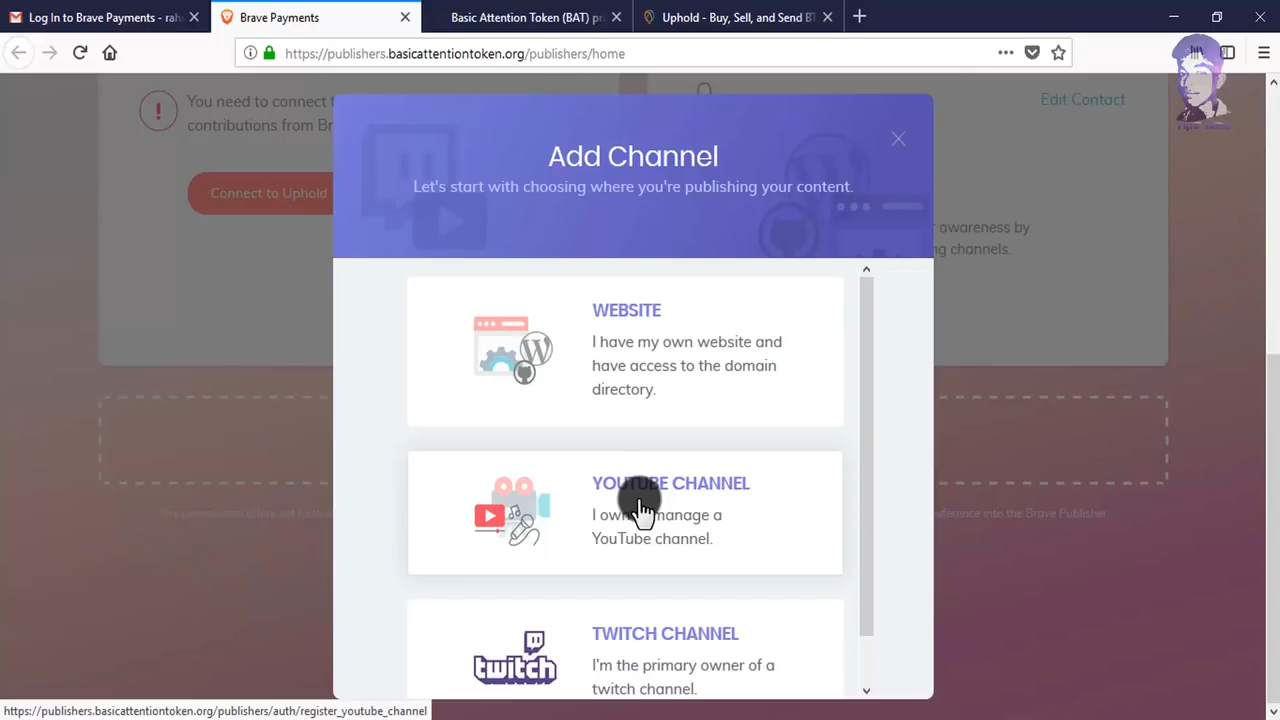 Log In to Brave Payments - rah
Brave Payments
Basic Attention Token (BAT) pr
Uphold - Buy, Sell, and Send BT
https://publishers.basicattentiontoken.org/publishers/home
You need to connect t
contributions from Br
Edit Contact
Connect to Uphold
r awareness by
ng channels.
Add Channel
Let's start with choosing where you're publishing your content.
WEBSITE
I have my own website and
have access to the domain
directory.
YOUTUBE CHANNEL
I own manage a
YouTube channel.
TWITCH CHANNEL
twitch
I'm the primary owner of a
twitch channel.
https://publishers.basicattentiontoken.org/publishers/auth/register_youtube_channel